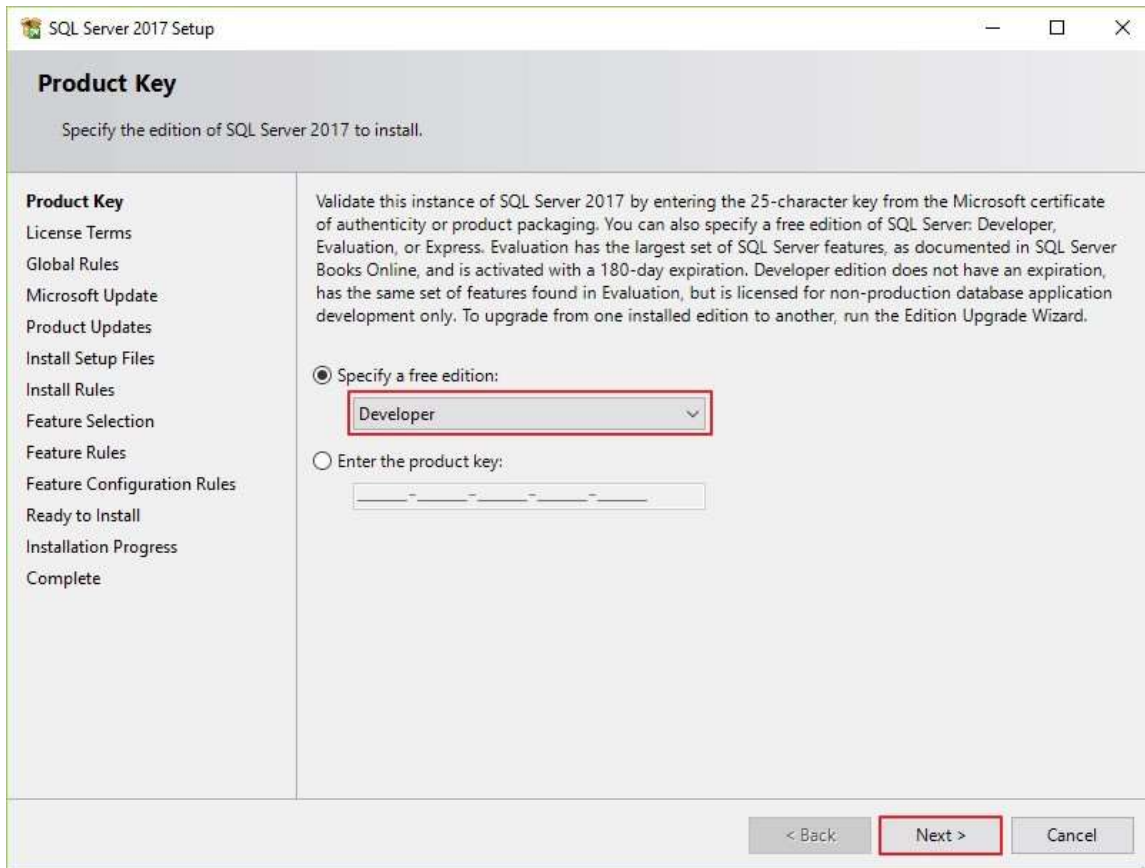 SQL Server 2017 Setup
Product Key
Specify the edition of SQL Server 2017 to install.
Product Key
License Terms
Global Rules
Microsoft Update
Product Updates
Install Setup Files
Install Rules
Feature Selection
Feature Rules
Feature Configuration Rules
Ready to Install
Installation Progress
Complete
Validate this instance of SQL Server 2017 by entering the 25-character key from the Microsoft certificate
of authenticity or product packaging. You can also specify a free edition of SQL Server: Developer,
Evaluation, or Express. Evaluation has the largest set of SQL Server features, as documented in SQL Server
Books Online, and is activated with a 180-day expiration. Developer edition does not have an expiration,
has the same set of features found in Evaluation, but is licensed for non-production database application
development only. To upgrade from one installed edition to another, run the Edition Upgrade Wizard.
Specify a free edition:
Developer
Enter the product key:
_____-_____-_____-_____-_____
< Back
Next >
Cancel